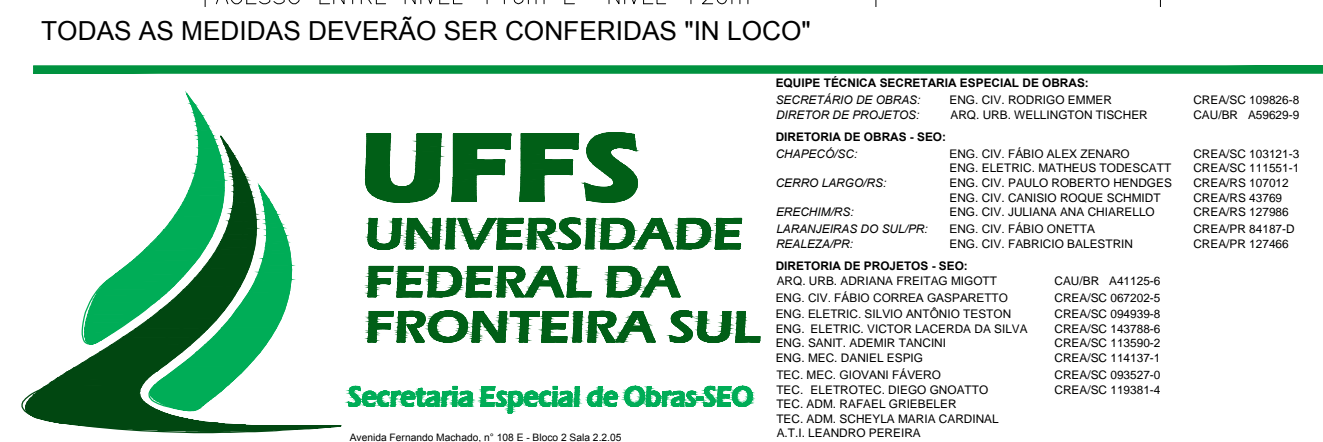 ACESSO ENTRE NÍVEL
TODAS AS MEDIDAS DEVERÃO SER CONFERIDAS "IN LOCO"
UFFS
UNIVERSIDADE
FEDERAL DA
FRONTEIRA SUL
Secretaria Especial de Obras-SEO
Avenida Fernando Machado, n° 108 E - Bloco 2 Sala 2.2.05
EQUIPE TÉCNICA SECRETARIA ESPECIAL DE OBRAS:
SECRETÁRIO DE OBRAS: ENG. CIV. RODRIGO EMMER CREA/SC 109826-8
DIRETOR DE PROJETOS: ARQ. URB. WELLINGTON TISCHER CAU/BR A59629-9
DIRETORIA DE OBRAS - SEO:
CHAPECÓ/SC: ENG. CIV. FÁBIO ALEX ZENARO CREA/SC 103121-3
ENG. ELETRIC. MATHEUS TODESCATT CREA/SC 111551-1
CERRO LARGO/RS: ENG. CIV. PAULO ROBERTO HENDGES CREA/RS 107012
ENG. CIV. CANISIO ROQUE SCHMIDT CREA/RS 43769
ERECHIM/RS: ENG. CIV. JULIANA ANA CHIARELLO CREA/RS 127986
LARANJEIRAS DO SUL/PR: ENG. CIV. FÁBIO ONETTA CREA/PR 84187-D
REALEZA/PR: ENG. CIV. FABRICIO BALESTRIN CREA/PR 127466
DIRETORIA DE PROJETOS - SEO:
ARQ. URB. ADRIANA FREITAG MIGOTT CAU/BR A41125-6
ENG. CIV. FÁBIO CORREA GASPARETTO CREA/SC 067202-5
ENG. ELETRIC. SILVIO ANTÔNIO TESTON CREA/SC 094939-8
ENG. ELETRIC. VICTOR LACERDA DA SILVA CREA/SC 143788-6
ENG. SANIT. ADEMIR TANCINI CREA/SC 113590-2
ENG. MEC. DANIEL ESPIG CREA/SC 114137-1
TEC. MEC. GIOVANI FÁVERO CREA/SC 093527-0
TEC. ELETROTEC. DIEGO GNOATTO CREA/SC 119381-4
TEC. ADM. RAFAEL GRIEBELER
TEC. ADM. SCHEYLA MARIA CARDINAL
A.T.I. LEANDRO PEREIRA